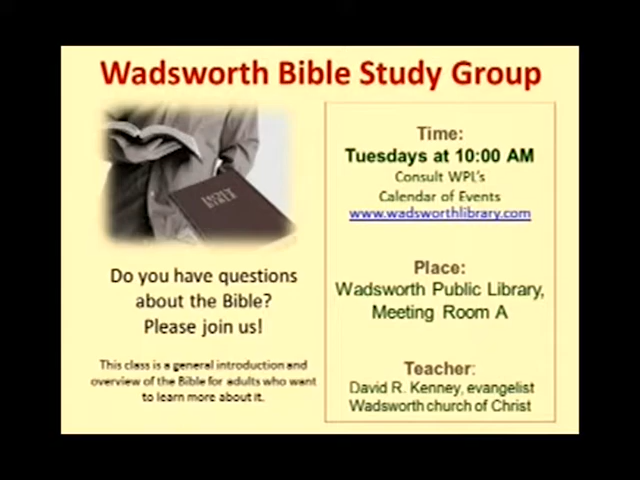 Wadsworth Bible Study Group
HOLY BIBLE
Do you have questions
about the Bible?
Please join us!
This class is a general introduction and
overview of the Bible for adults who want
to learn more about it.
Time:
Tuesdays at 10:00 AM
Consult WPL's
Calendar of Events
www.wadsworthlibrary.com
Place:
Wadsworth Public Library,
Meeting Room A
Teacher:
David R. Kenney, evangelist
Wadsworth church of Christ